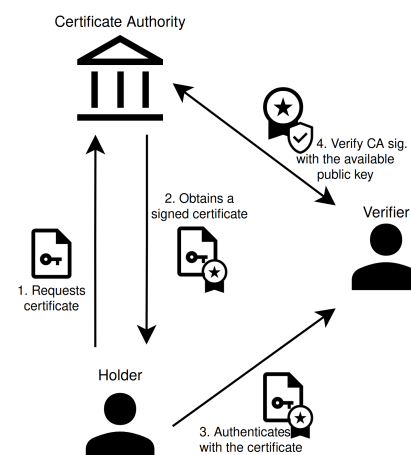 Certificate Authority
4. Verify CA sig.
with the available
public key
2. Obtains a
signed certificate
Verifier
1. Requests
certificate
Holder
3. Authenticates
with the certificate